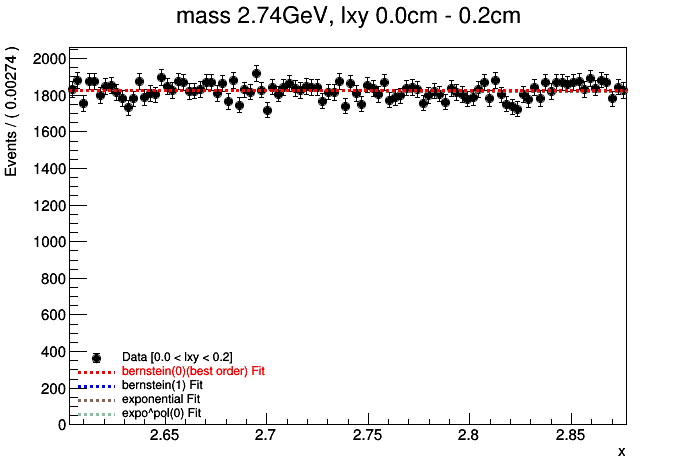 mass 2.74GeV, lxy 0.0cm - 0.2cm
Events / ( 0.00274 )
2000
1800
1600
1400
1200
1000
800
600
400
200
0
Data [0.0 < lxy < 0.2]
bernstein(0)(best order) Fit
bernstein(1) Fit
exponential Fit
expo^pol(0) Fit
2.65 2.7 2.75 2.8 2.85
x